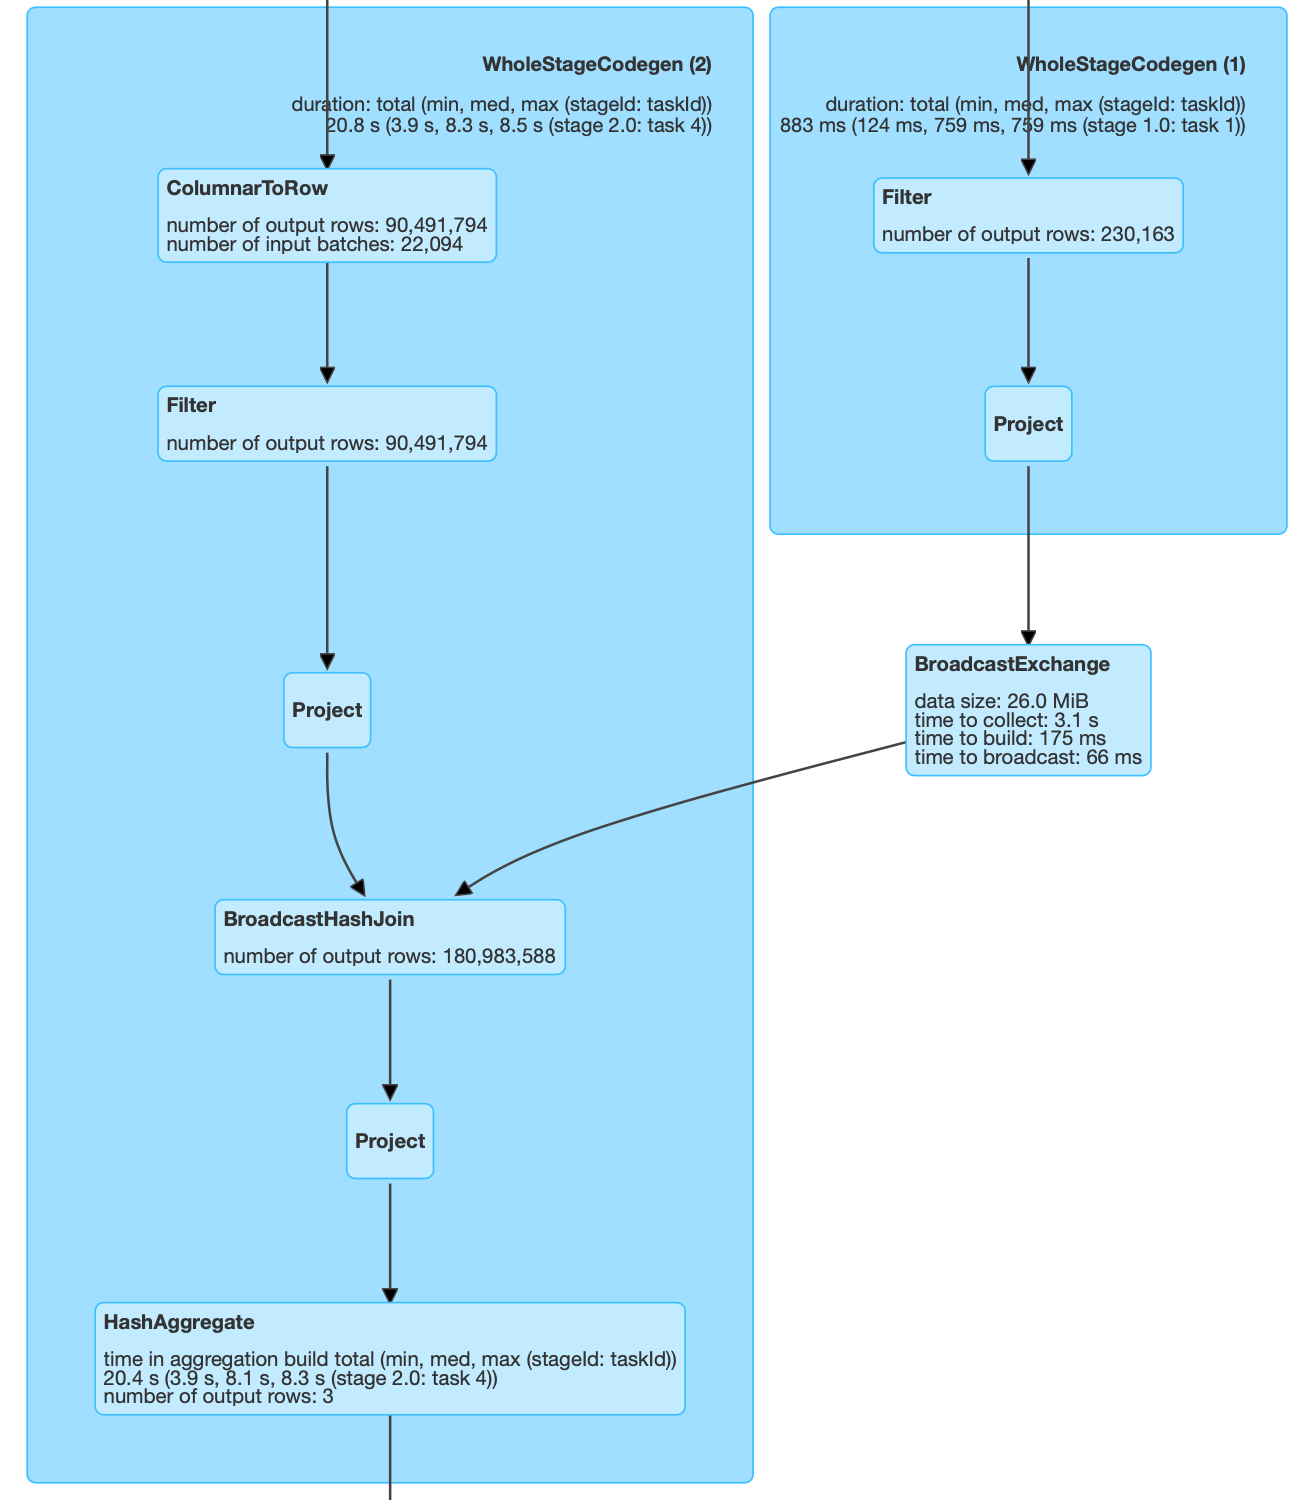 WholeStageCodegen (2)
duration: total (min, med, max (stageId: taskId))
20.8 s (3.9 s, 8.3 s, 8.5 s (stage 2.0: task 4))
ColumnarToRow
number of output rows: 90,491,794
number of input batches: 22,094
Filter
number of output rows: 90,491,794
Project
WholeStageCodegen (1)
duration: total (min, med, max (stageId: taskId))
883 ms (124 ms, 759 ms, 759 ms (stage 1.0: task 1))
Filter
number of output rows: 230,163
Project
BroadcastExchange
data size: 26.0 MiB
time to collect: 3.1 s
time to build: 175 ms
time to broadcast: 66 ms
BroadcastHashJoin
number of output rows: 180,983,588
Project
HashAggregate
time in aggregation build total (min, med, max (stageId: taskId))
20.4 s (3.9 s, 8.1 s, 8.3 s (stage 2.0: task 4))
number of output rows: 3